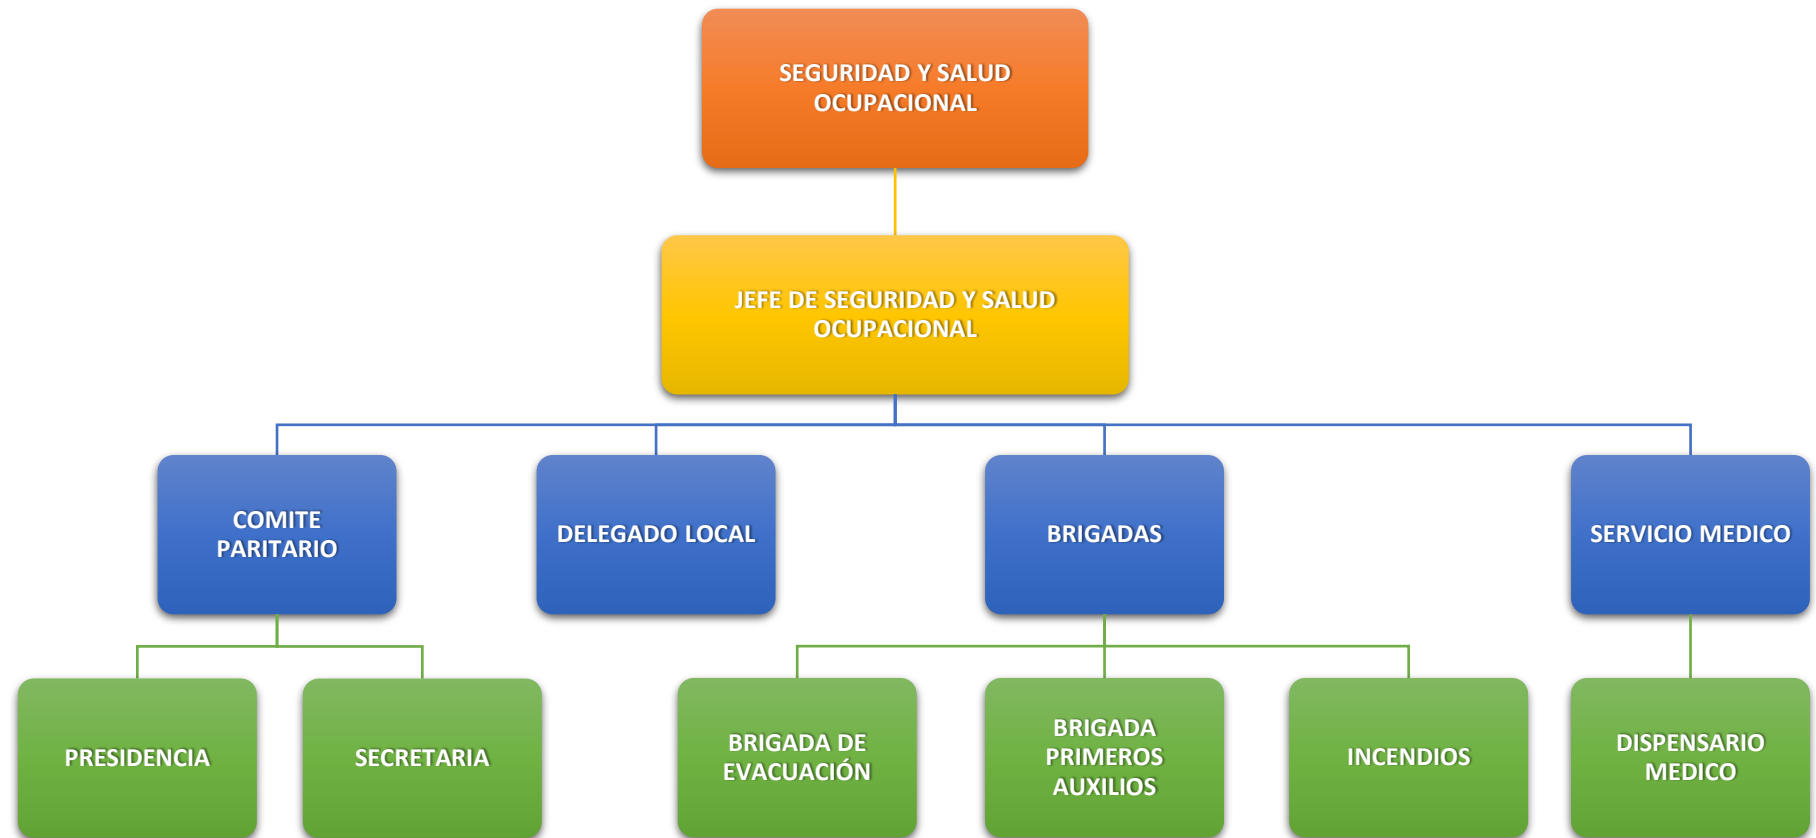 SEGURIDAD Y SALUD
OCUPACIONAL
JEFE DE SEGURIDAD Y SALUD
OCUPACIONAL
COMITE
PARITARIO
DELEGADO LOCAL
BRIGADAS
SERVICIO MEDICO
PRESIDENCIA
SECRETARIA
BRIGADA DE
EVACUACIÓN
BRIGADA
PRIMEROS
AUXILIOS
INCENDIOS
DISPENSARIO
MEDICO